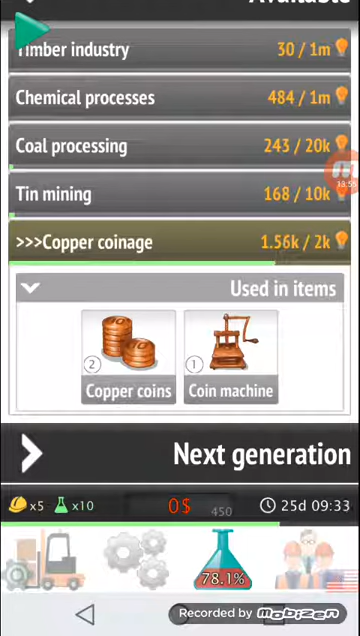 Available
Timber industry 30 / 1m
Chemical processes 484 / 1m
Coal processing 243 / 20k
Tin mining 168 / 10k
>>>Copper coinage 1.56k / 2k
Used in items
2 1
Copper coins Coin machine
Next generation
x5 x10 0$ 450 25d 09:33
78.1%
Recorded by mobizen